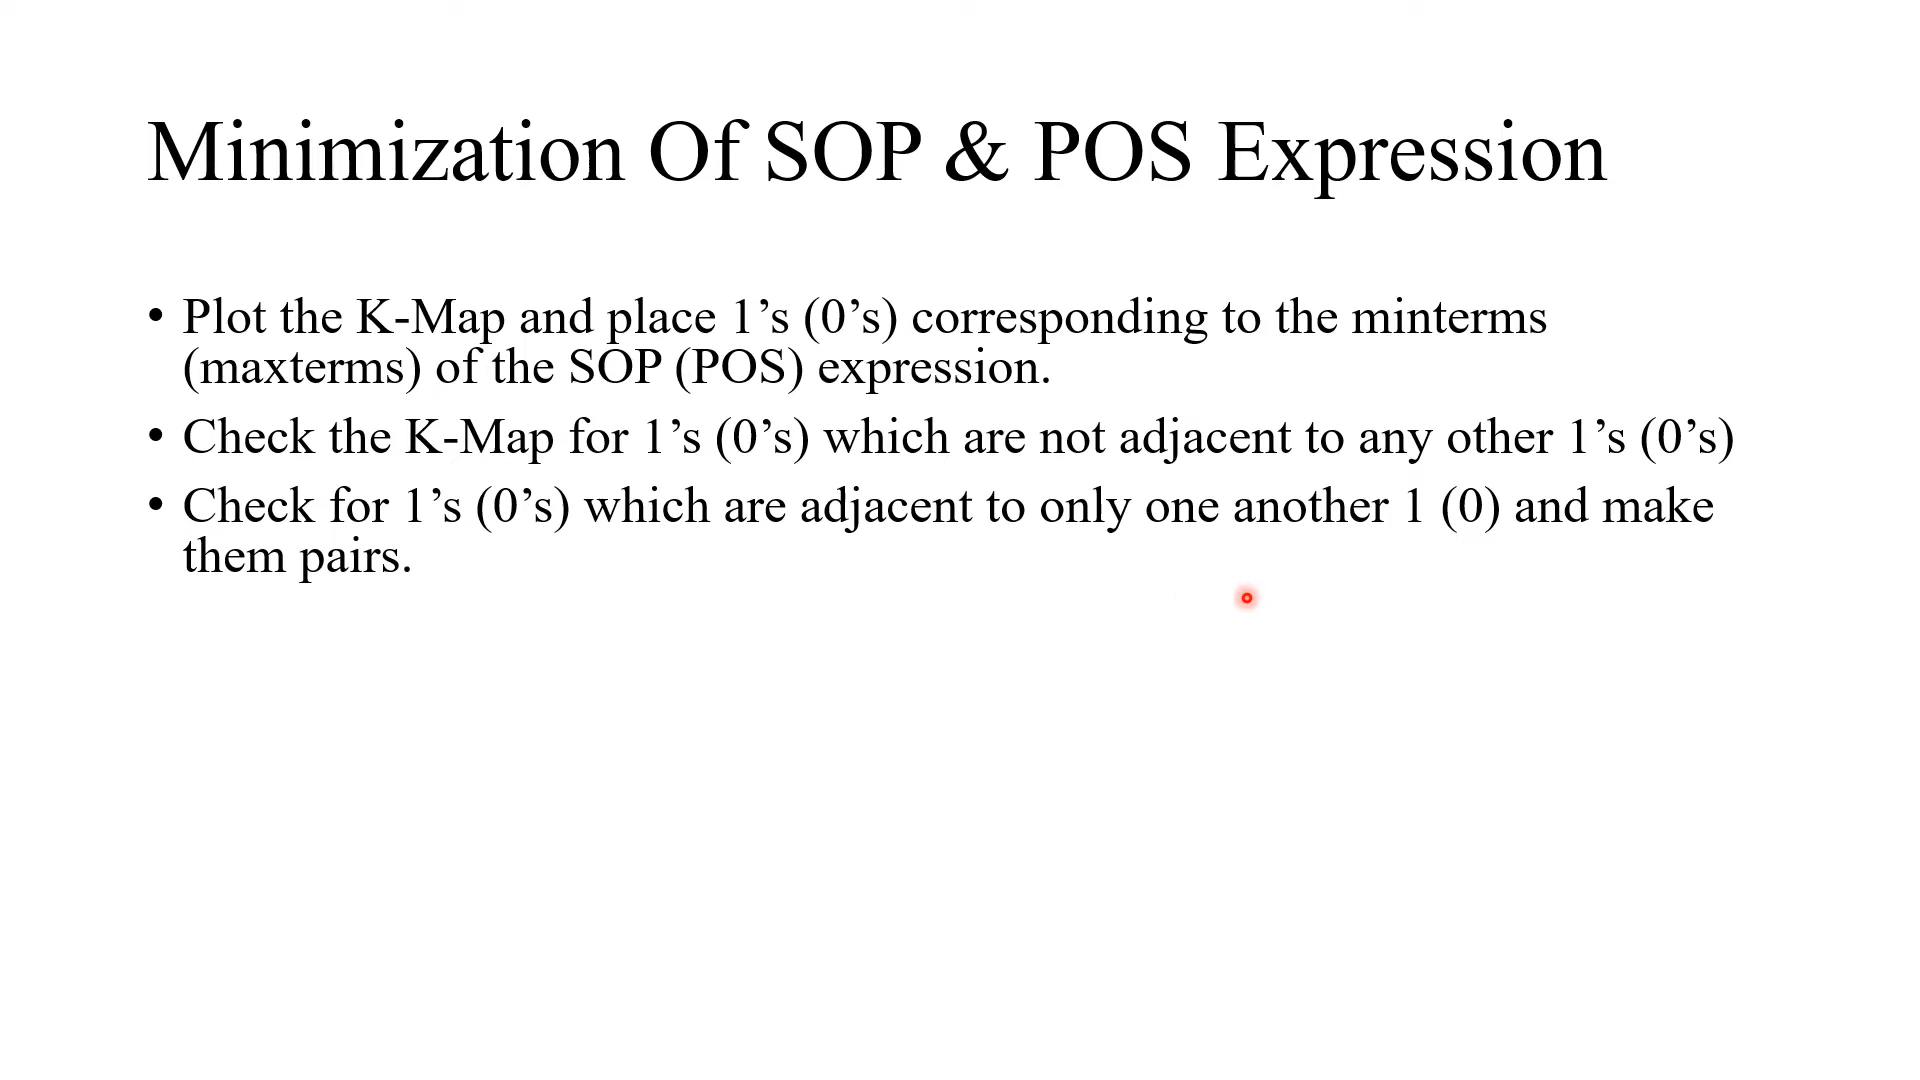 Minimization Of SOP & POS Expression
• Plot the K-Map and place 1’s (0’s) corresponding to the minterms
(maxterms) of the SOP (POS) expression.
• Check the K-Map for 1’s (0’s) which are not adjacent to any other 1’s (0’s)
• Check for 1’s (0’s) which are adjacent to only one another 1 (0) and make
them pairs.